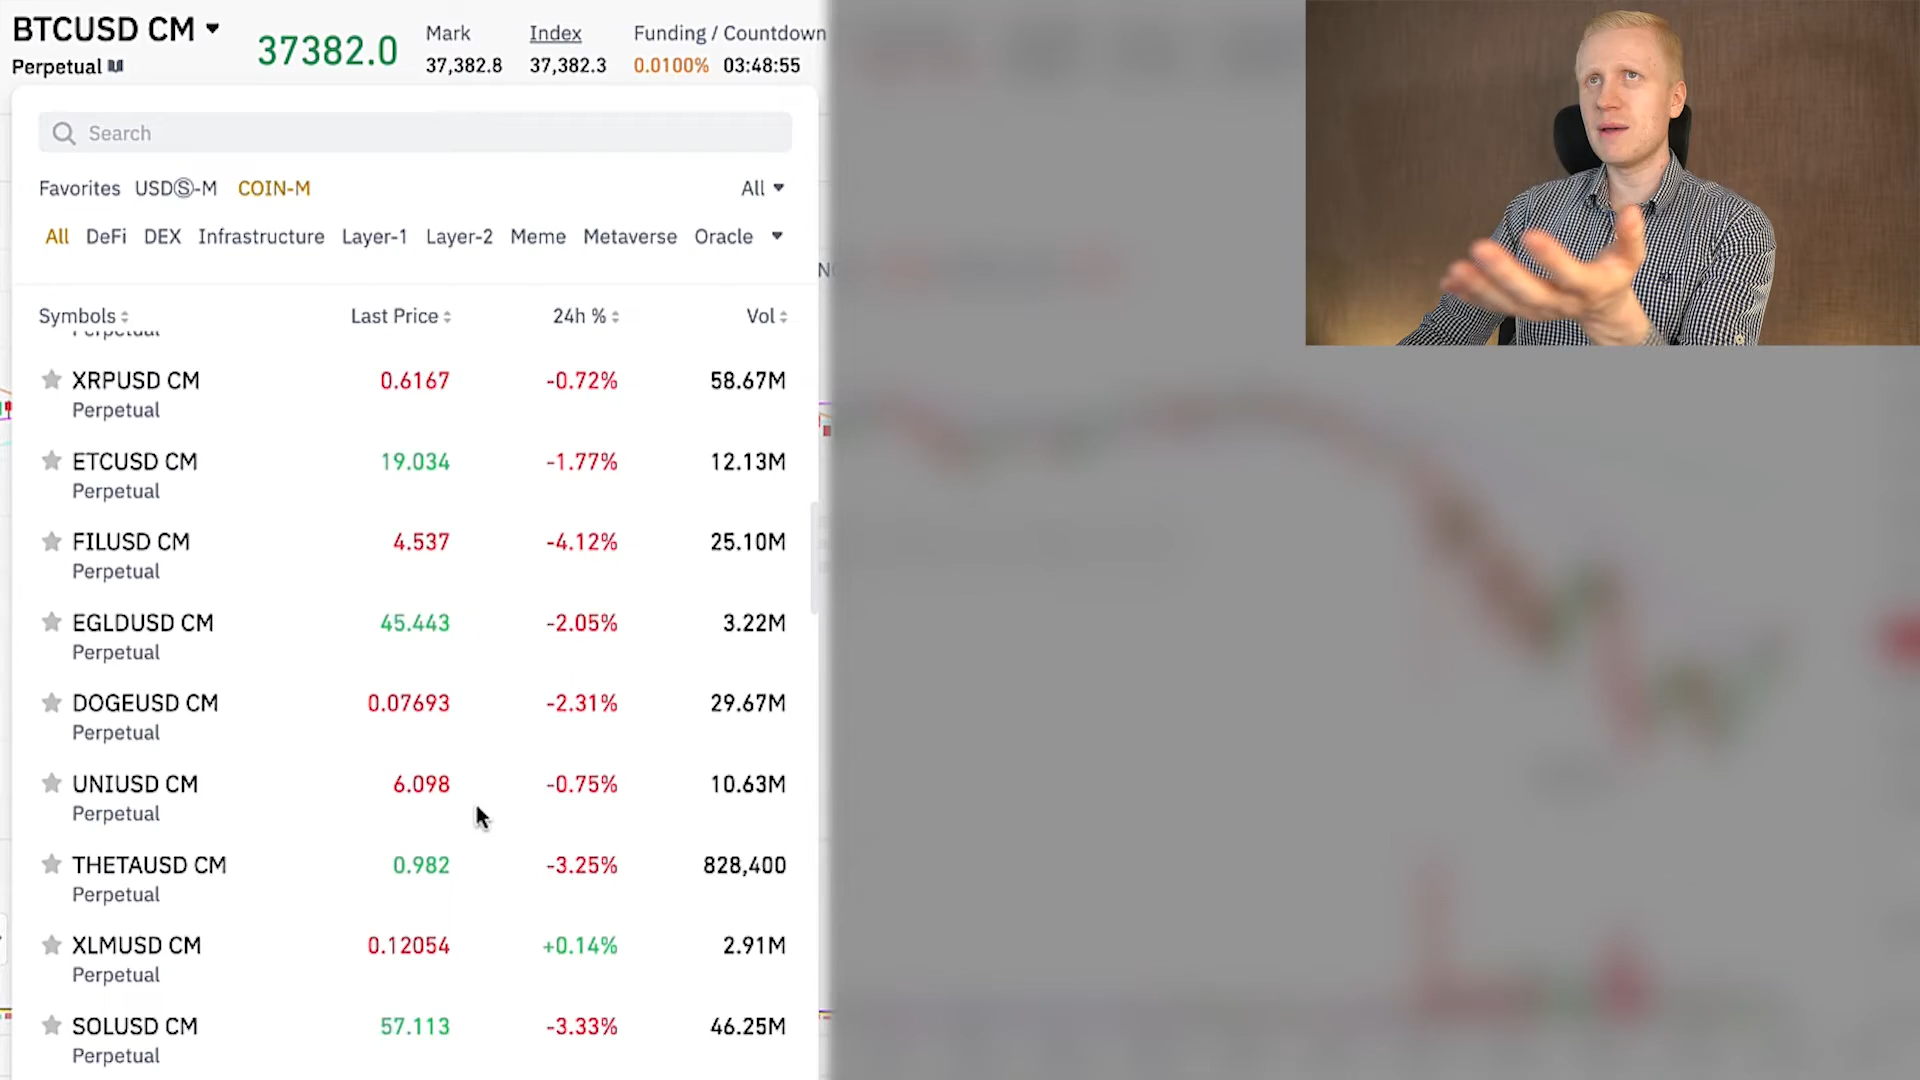 BTCUSD CM
Perpetual
37382.0
Mark
37,382.8
Index
37,382.3
Funding / Countdown
0.0100% 03:48:55
Search
Favorites USDⓈ-M COIN-M All
All DeFi DEX Infrastructure Layer-1 Layer-2 Meme Metaverse Oracle
Symbols Last Price 24h % Vol
Perpetual
XRPUSD CM 0.6167 -0.72% 58.67M
Perpetual
ETCUSD CM 19.034 -1.77% 12.13M
Perpetual
FILUSD CM 4.537 -4.12% 25.10M
Perpetual
EGLDUSD CM 45.443 -2.05% 3.22M
Perpetual
DOGEUSD CM 0.07693 -2.31% 29.67M
Perpetual
UNIUSD CM 6.098 -0.75% 10.63M
Perpetual
THETAUSD CM 0.982 -3.25% 828,400
Perpetual
XLMUSD CM 0.12054 +0.14% 2.91M
Perpetual
SOLUSD CM 57.113 -3.33% 46.25M
Perpetual